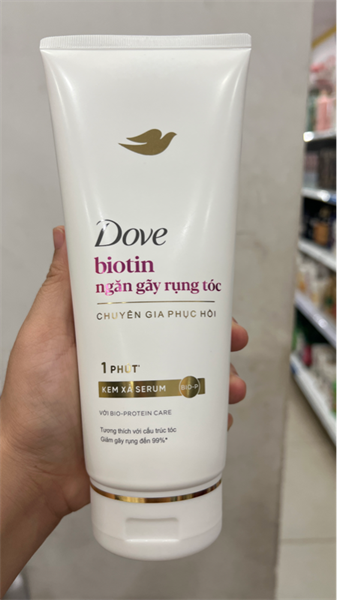 Dove
biotin
ngăn gãy rụng tóc
CHUYÊN GIA PHỤC HỒI
1 PHÚT*
KEM XẢ SERUM BIO-P
VỚI BIO-PROTEIN CARE
Tương thích với cấu trúc tóc
Giảm gãy rụng đến 99%*